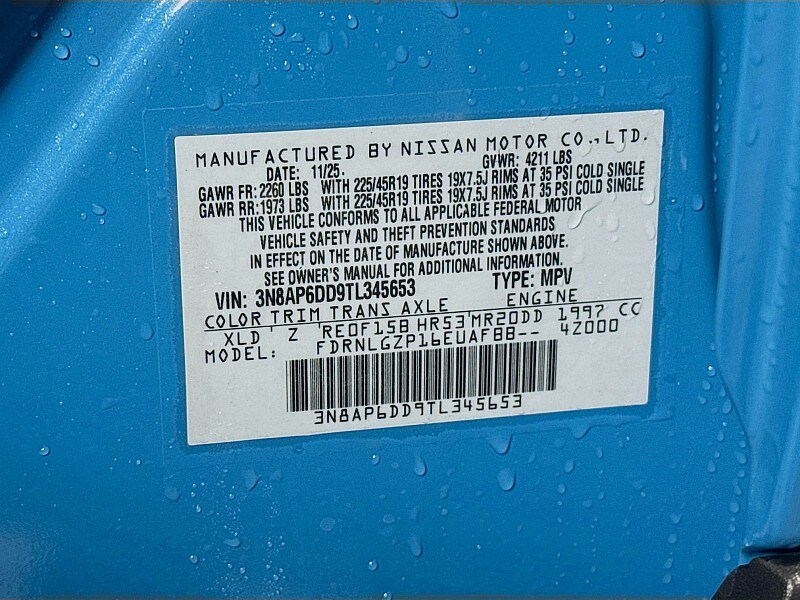 MANUFACTURED BY NISSAN MOTOR CO., LTD.
DATE: 11/25. GVWR: 4211 LBS
GAWR FR: 2260 LBS WITH 225/45R19 TIRES 19X7.5J RIMS AT 35 PSI COLD SINGLE
GAWR RR: 1973 LBS WITH 225/45R19 TIRES 19X7.5J RIMS AT 35 PSI COLD SINGLE
THIS VEHICLE CONFORMS TO ALL APPLICABLE FEDERAL MOTOR
VEHICLE SAFETY AND THEFT PREVENTION STANDARDS
IN EFFECT ON THE DATE OF MANUFACTURE SHOWN ABOVE.
SEE OWNER'S MANUAL FOR ADDITIONAL INFORMATION.
VIN: 3N8AP6DD9TL345653 TYPE: MPV
COLOR TRIM TRANS AXLE ENGINE
XLD' Z 'RE0F15B HR53'MR20DD 1997 CC
MODEL: FDRNLGZP16EUAFBB-- 4Z000
3N8AP6DD9TL345653